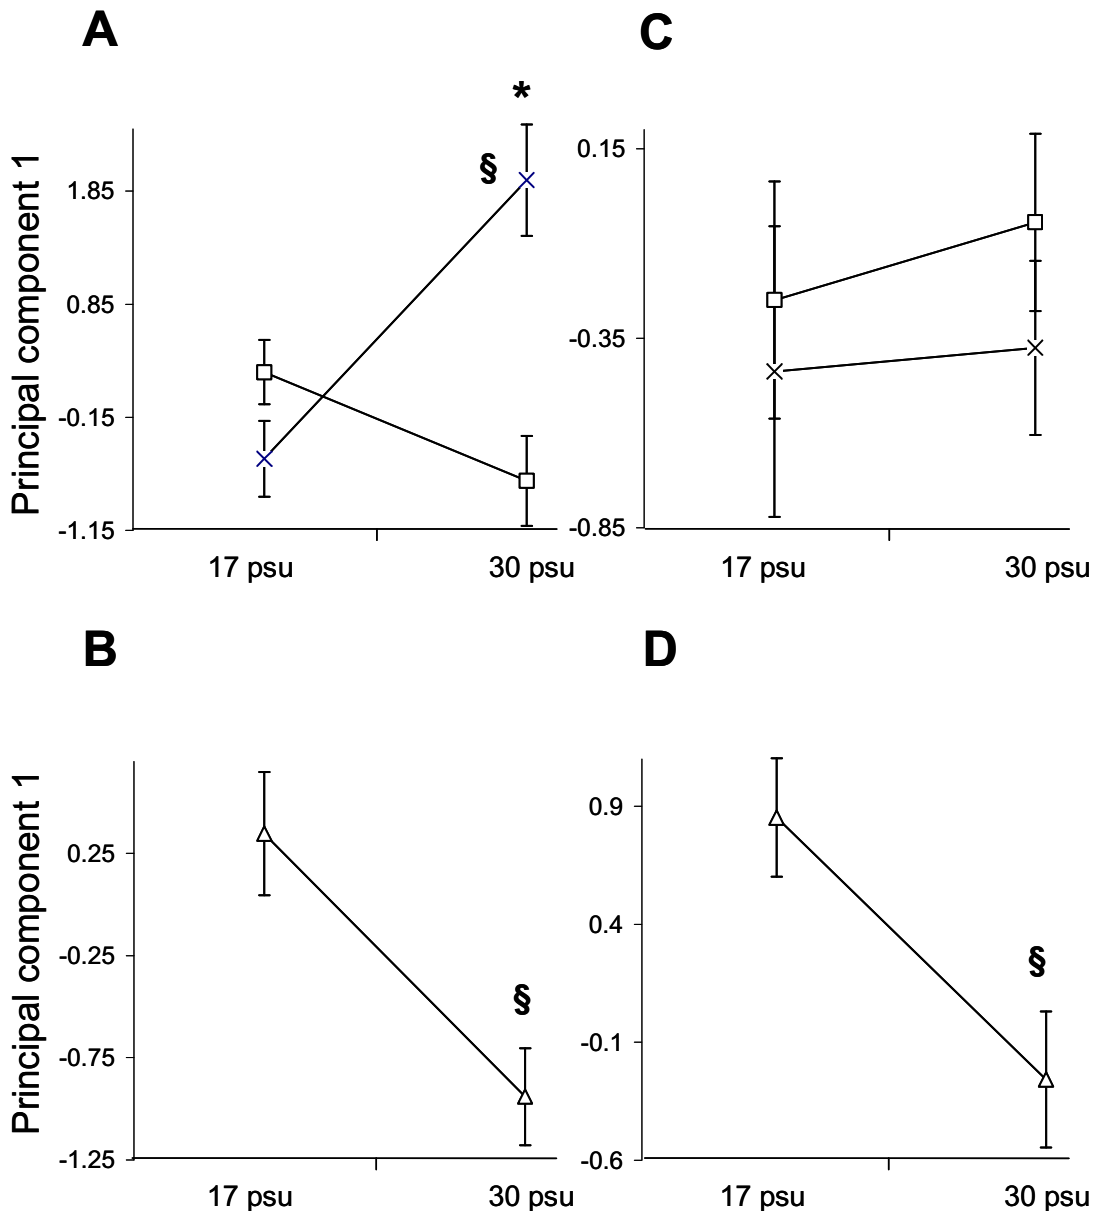 A
*
§
Principal component 1
1.85
0.85
-0.15
-1.15
17 psu
30 psu
C
0.15
-0.35
-0.85
17 psu
30 psu
B
Principal component 1
0.25
-0.25
-0.75
-1.25
§
17 psu
30 psu
D
0.9
0.4
-0.1
-0.6
§
17 psu
30 psu